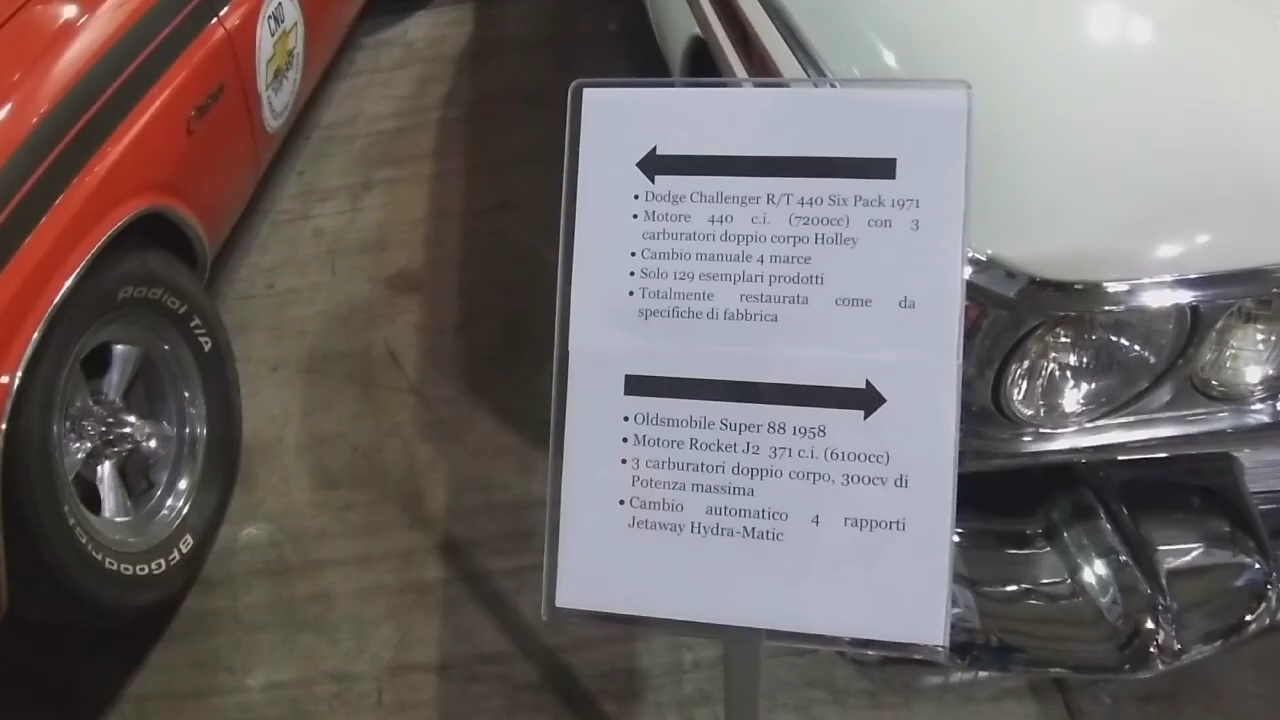 CNO
Radial T/A
BFGoodrich
• Dodge Challenger R/T 440 Six Pack 1971
• Motore 440 c.i. (7200cc) con 3
carburatori doppio corpo Holley
• Cambio manuale 4 marce
• Solo 129 esemplari prodotti
• Totalmente restaurata come da
specifiche di fabbrica
• Oldsmobile Super 88 1958
• Motore Rocket J2 371 c.i. (6100cc)
• 3 carburatori doppio corpo, 300cv di
Potenza massima
• Cambio automatico 4 rapporti
Jetaway Hydra-Matic